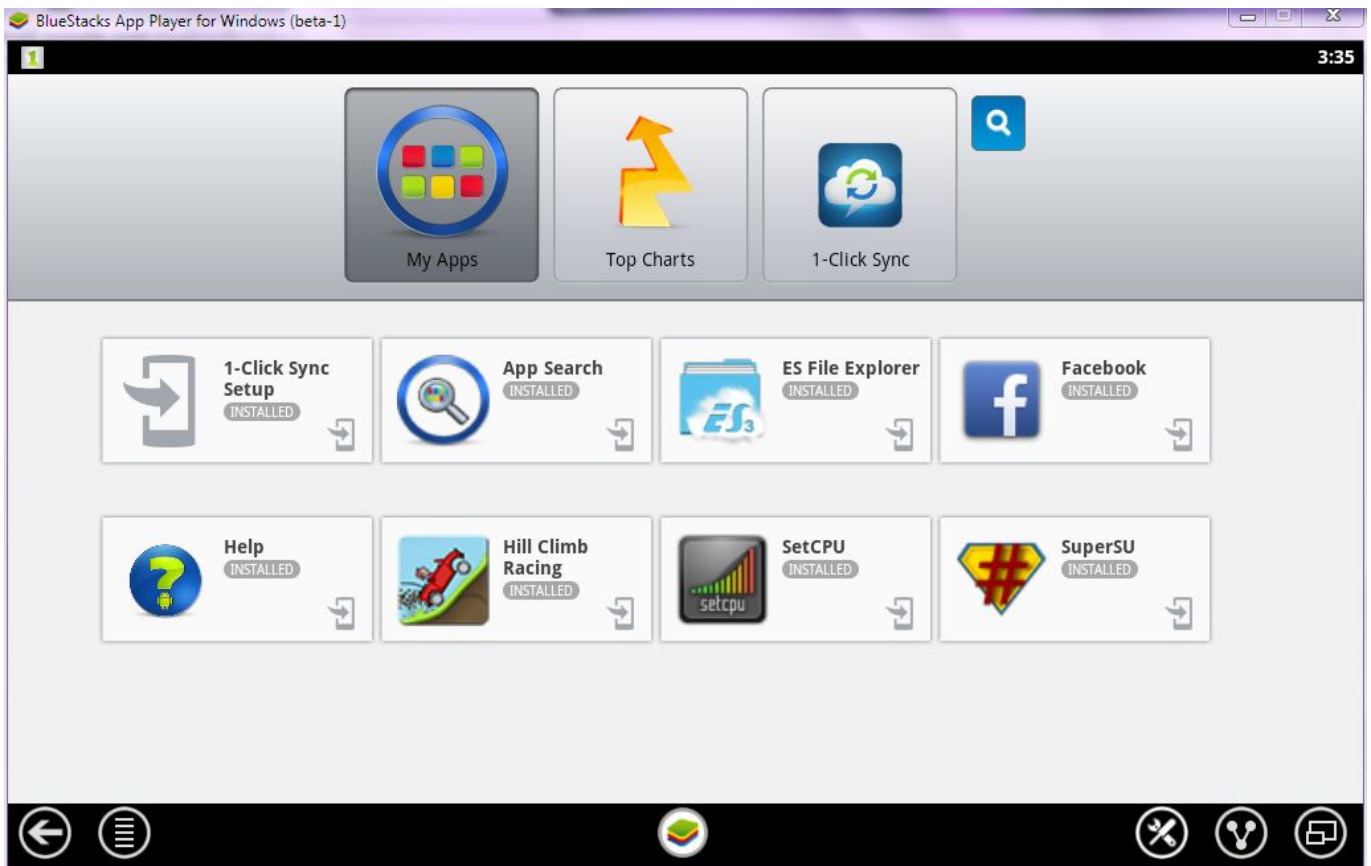 BlueStacks App Player for Windows (beta-1)
1
3:35
My Apps
Top Charts
1-Click Sync
1-Click Sync
Setup
INSTALLED
App Search
INSTALLED
ES File Explorer
INSTALLED
ES3
Facebook
INSTALLED
f
Help
INSTALLED
?
Hill Climb
Racing
INSTALLED
SetCPU
INSTALLED
setcpu
SuperSU
INSTALLED
#